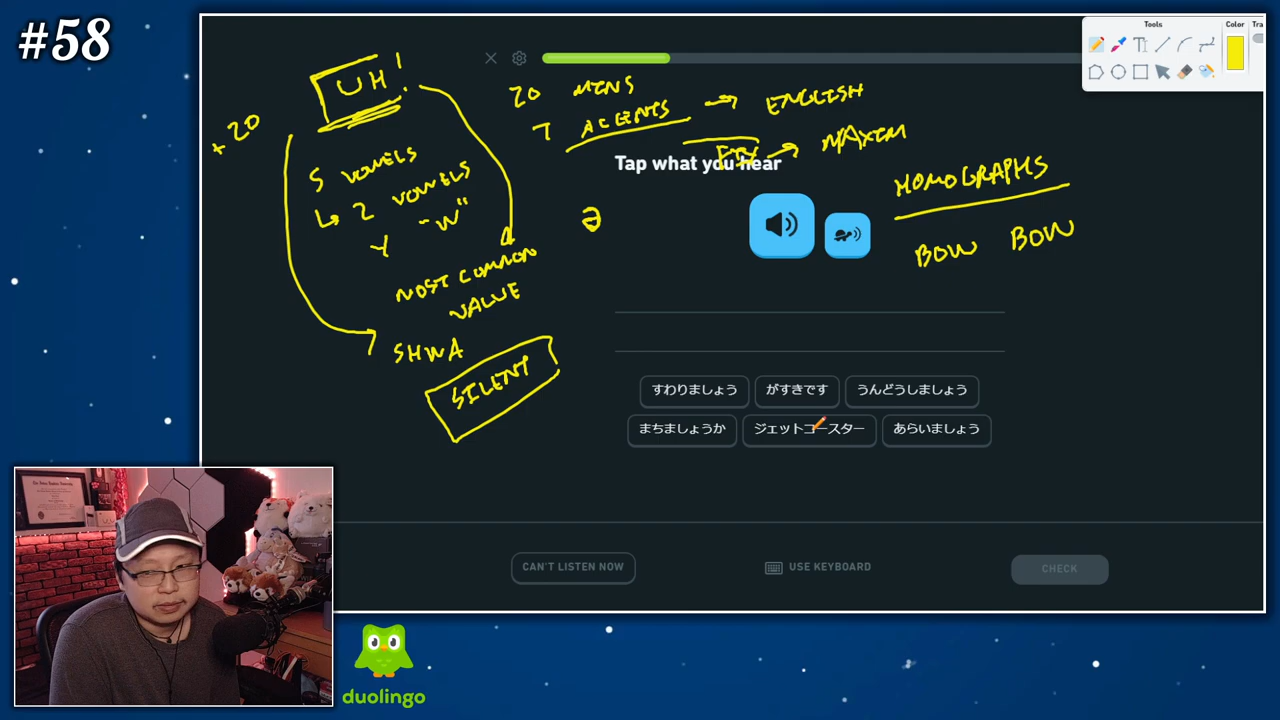 #58
UH!
+20
5 VOWELS
↳ 2 VOWELS
Y "W"
MOST COMMON
VALUE
SHWA
SILENT
20 MINS
7 ACCENTS → ENGLISH
→ MAXIM
Tap what you hear
ə
HOMOGRAPHS
BOW BOW
Tools
Color
Tra
すわりましょう
がすきです
うんどうしましょう
まちましょうか
ジェットコースター
あらいましょう
CAN'T LISTEN NOW
USE KEYBOARD
CHECK
duolingo